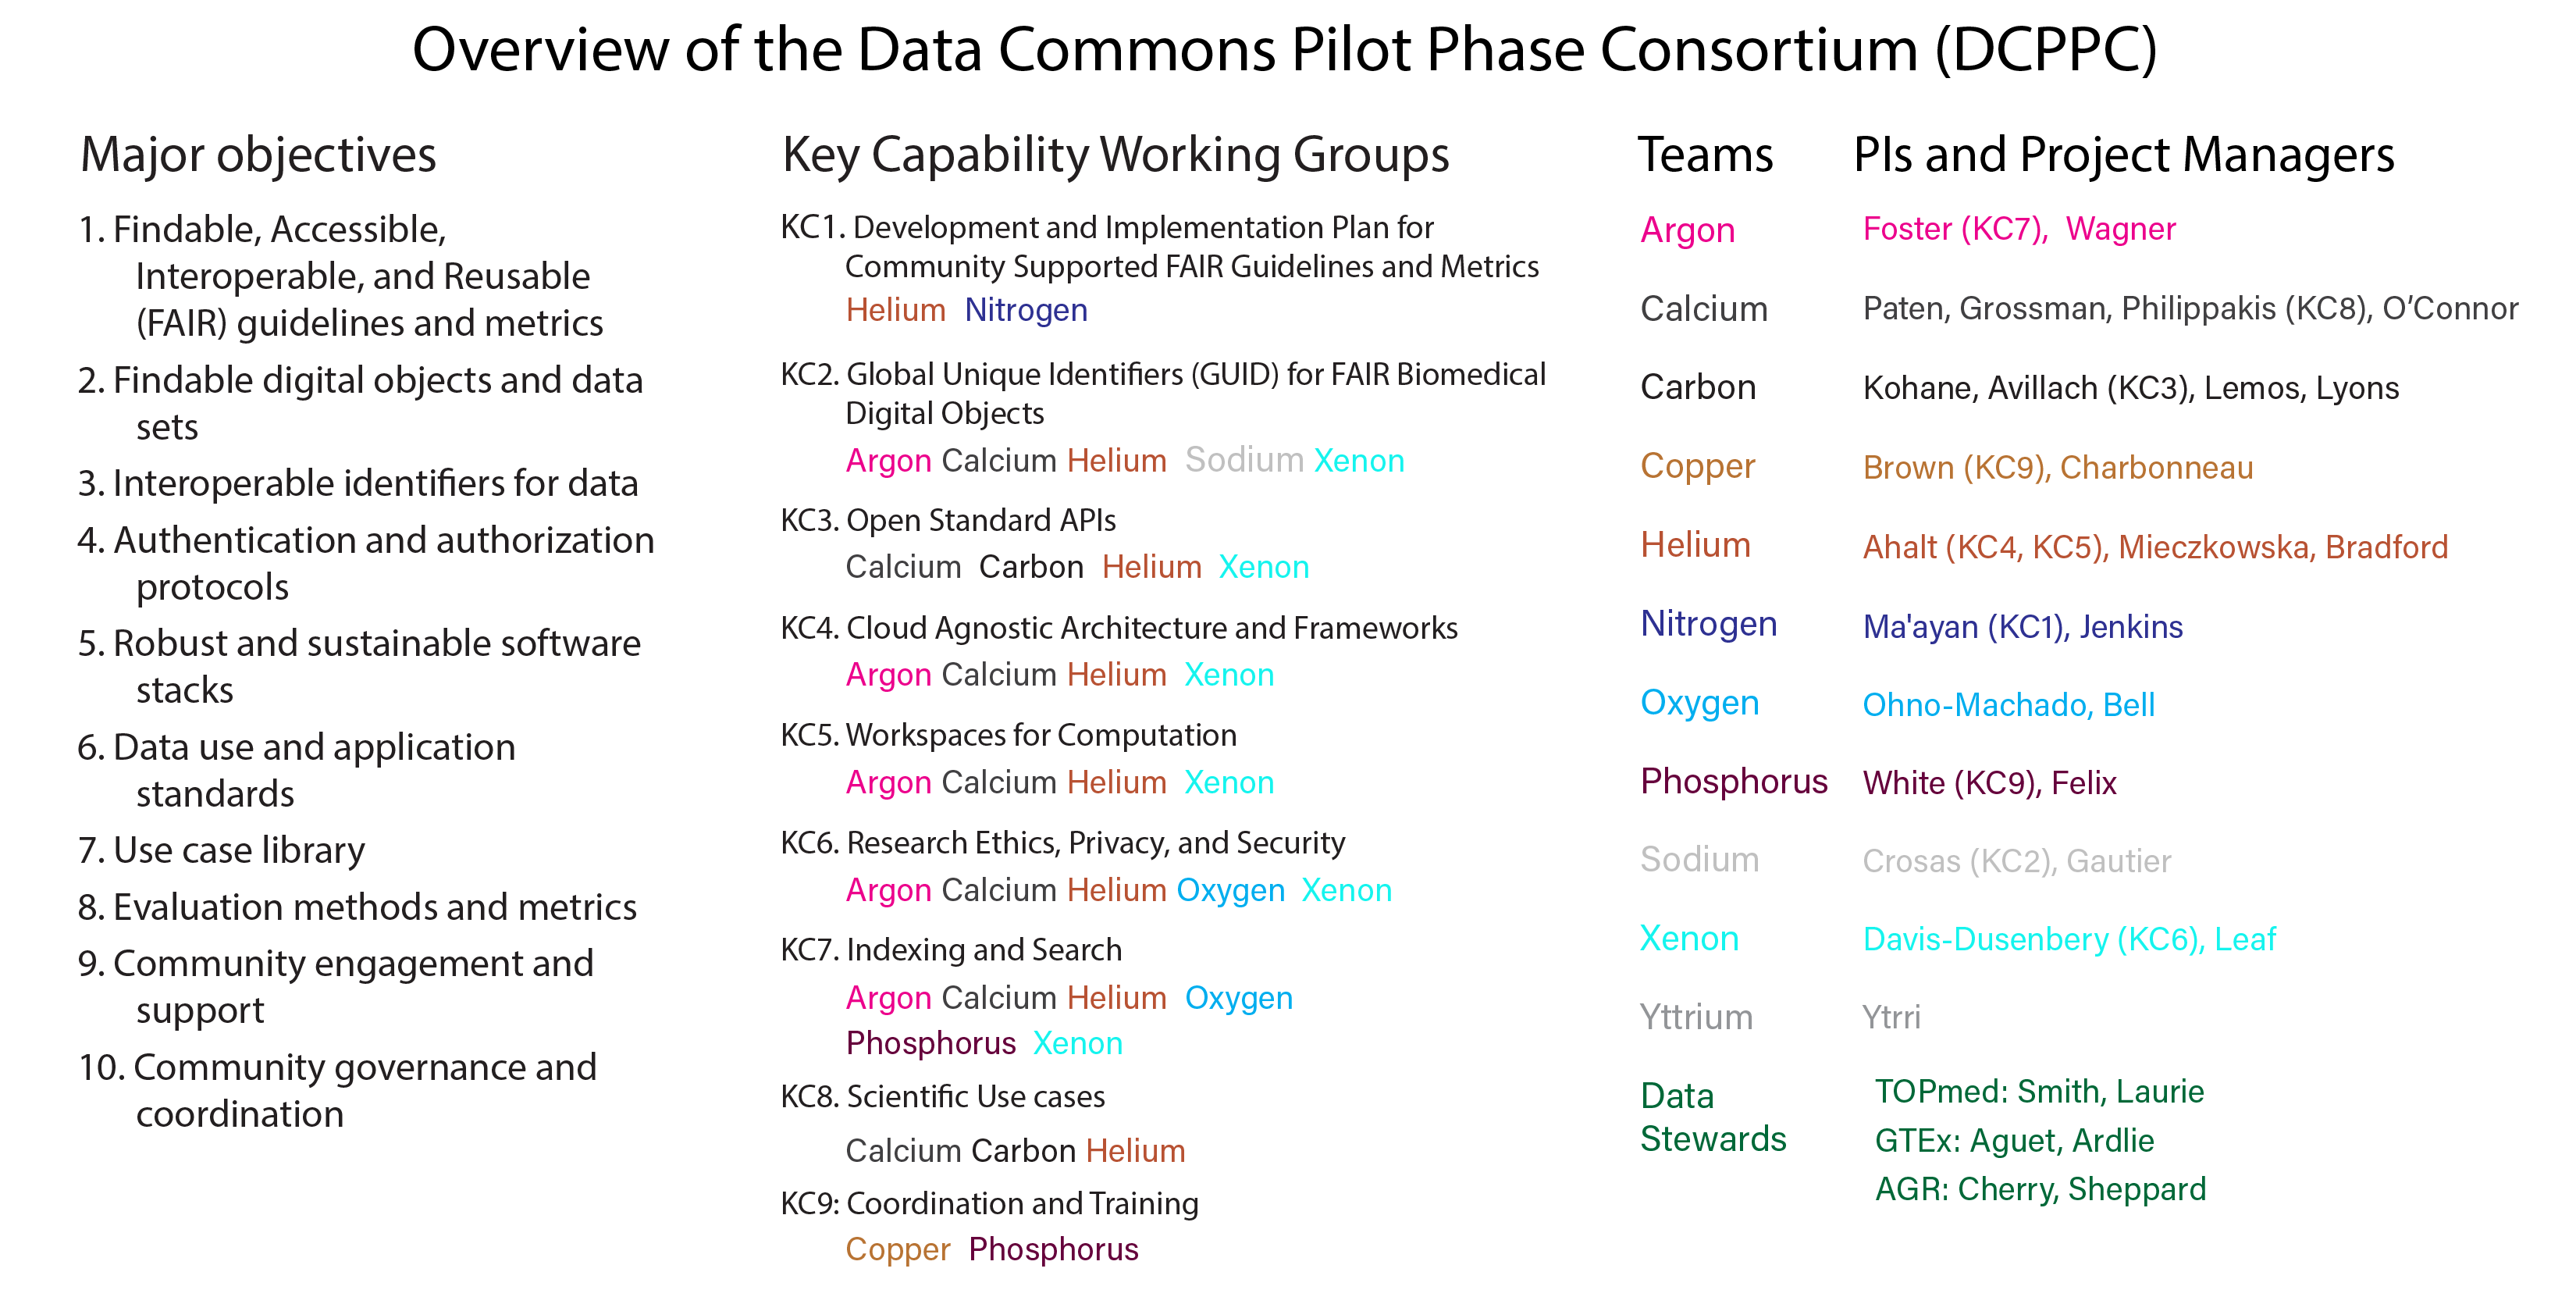 Overview of the Data Commons Pilot Phase Consortium (DCPPC)
Major objectives
1. Findable, Accessible,
Interoperable, and Reusable
(FAIR) guidelines and metrics
2. Findable digital objects and data
sets
3. Interoperable identifiers for data
4. Authentication and authorization
protocols
5. Robust and sustainable software
stacks
6. Data use and application
standards
7. Use case library
8. Evaluation methods and metrics
9. Community engagement and
support
10. Community governance and
coordination
Key Capability Working Groups
KC1. Development and Implementation Plan for
Community Supported FAIR Guidelines and Metrics
Helium Nitrogen
KC2. Global Unique Identifiers (GUID) for FAIR Biomedical
Digital Objects
Argon Calcium Helium Sodium Xenon
KC3. Open Standard APIs
Calcium Carbon Helium Xenon
KC4. Cloud Agnostic Architecture and Frameworks
Argon Calcium Helium Xenon
KC5. Workspaces for Computation
Argon Calcium Helium Xenon
KC6. Research Ethics, Privacy, and Security
Argon Calcium Helium Oxygen Xenon
KC7. Indexing and Search
Argon Calcium Helium Oxygen
Phosphorus Xenon
KC8. Scientific Use cases
Calcium Carbon Helium
KC9: Coordination and Training
Copper Phosphorus
Teams PIs and Project Managers
Argon Foster (KC7), Wagner
Calcium Paten, Grossman, Philippakis (KC8), O’Connor
Carbon Kohane, Avillach (KC3), Lemos, Lyons
Copper Brown (KC9), Charbonneau
Helium Ahalt (KC4, KC5), Mieczkowska, Bradford
Nitrogen Ma'ayan (KC1), Jenkins
Oxygen Ohno-Machado, Bell
Phosphorus White (KC9), Felix
Sodium Crosas (KC2), Gautier
Xenon Davis-Dusenbery (KC6), Leaf
Yttrium Ytrri
Data
Stewards
TOPmed: Smith, Laurie
GTEx: Aguet, Ardlie
AGR: Cherry, Sheppard